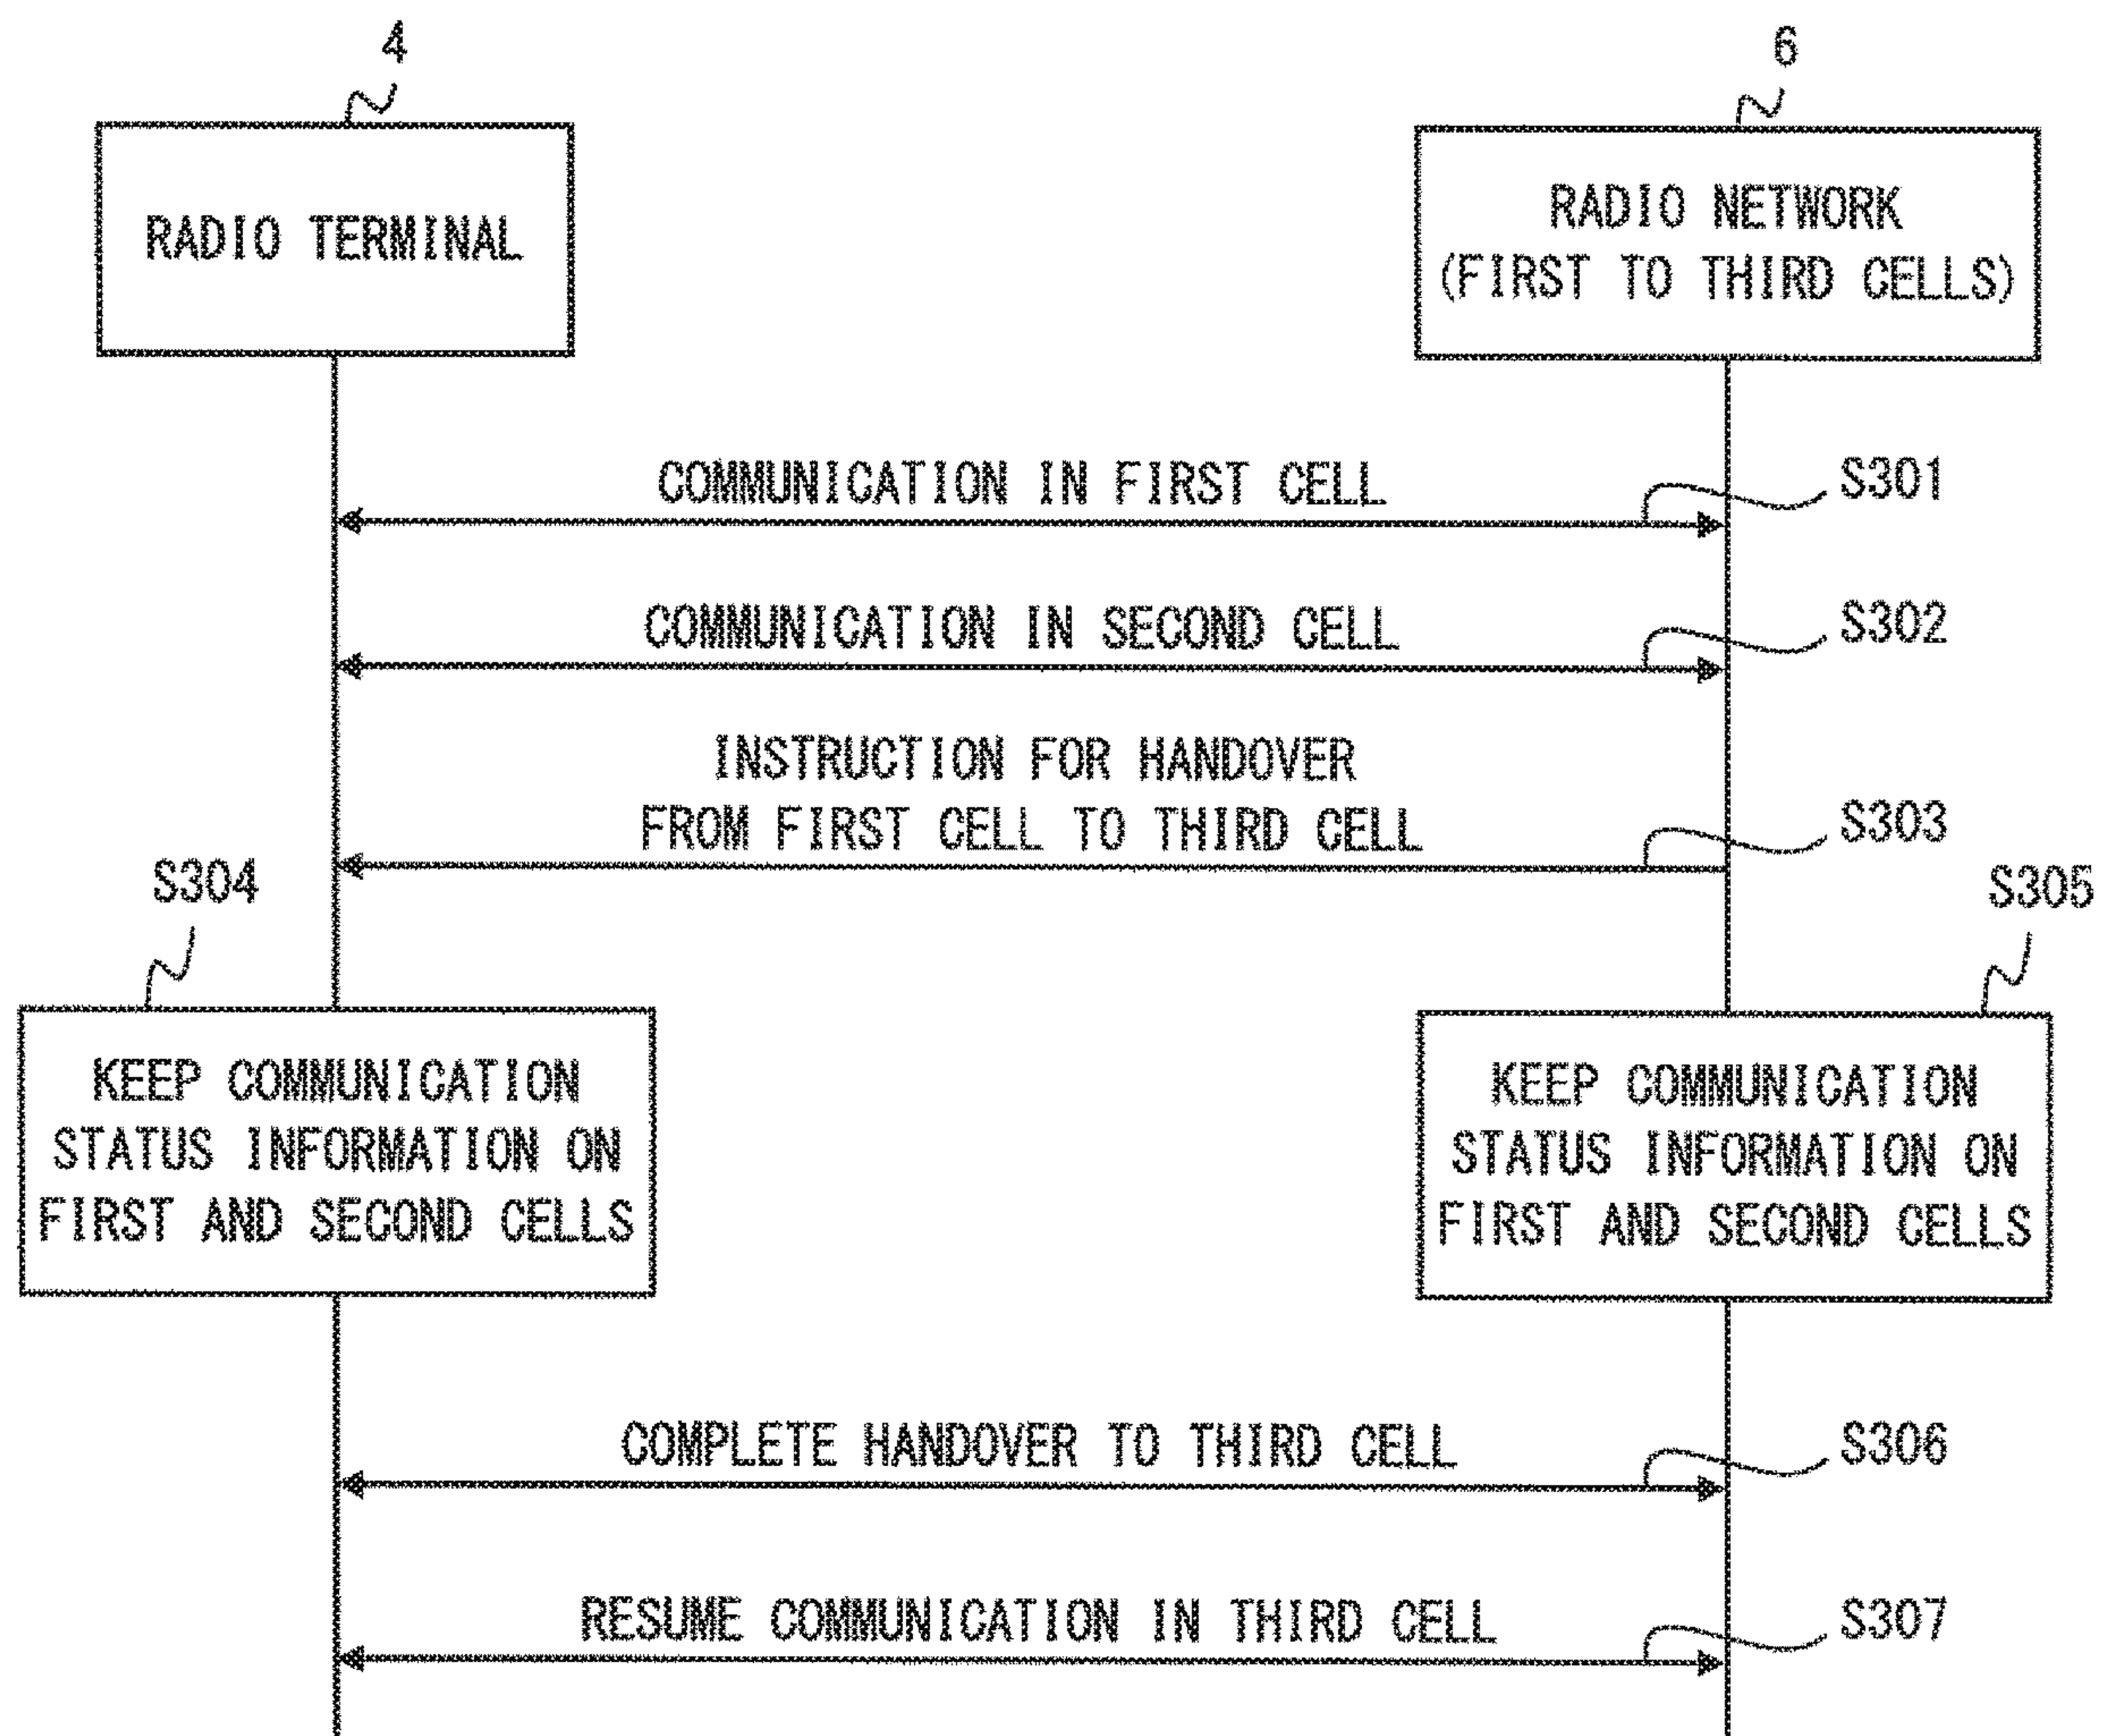 4
6
RADIO TERMINAL
RADIO NETWORK
(FIRST TO THIRD CELLS)
COMMUNICATION IN FIRST CELL
S301
COMMUNICATION IN SECOND CELL
S302
INSTRUCTION FOR HANDOVER
FROM FIRST CELL TO THIRD CELL
S303
S304
S305
KEEP COMMUNICATION
STATUS INFORMATION ON
FIRST AND SECOND CELLS
KEEP COMMUNICATION
STATUS INFORMATION ON
FIRST AND SECOND CELLS
COMPLETE HANDOVER TO THIRD CELL
S306
RESUME COMMUNICATION IN THIRD CELL
S307